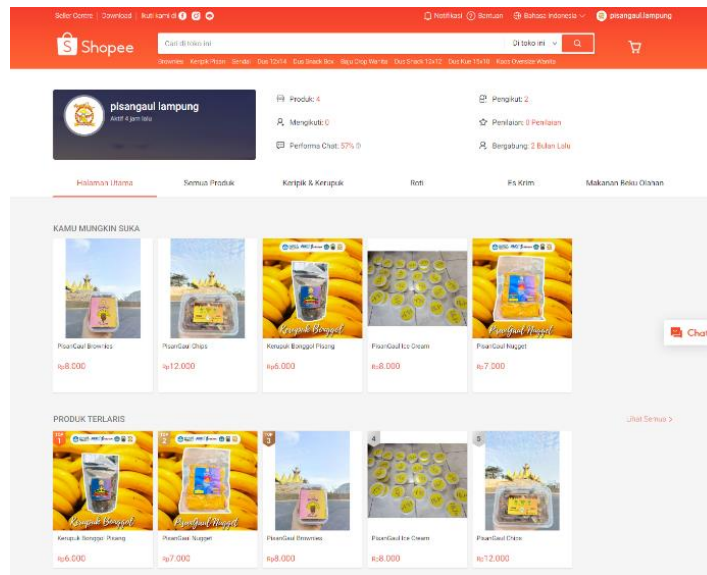 Seller Centre | Download | Ikuti kami di
Notifikasi Bantuan Bahasa Indonesia pisangaul.lampung
Shopee
Cari di toko ini
Di toko ini
Brownies Keripik Pisan Sendal Dus 12x14 Dus Snack Box Baju Crop Wanita Dus Snack 12x12 Dus Kue 18x18 Kaos Oversize Wanita
pisangaul lampung
Aktif 4 jam lalu
Produk: 4
Pengikut: 2
Mengikuti: 0
Penilaian: 0 Penilaian
Performa Chat: 57%
Bergabung: 2 Bulan Lalu
Halaman Utama Semua Produk Keripik & Kerupuk Roti Es Krim Makanan Beku Olahan
KAMU MUNGKIN SUKA
Kerupuk Bonggol
PisanGaul Nugget
PisanGaul Brownies
PisanGaul Chips
Kerupuk Bonggol Pisang
PisanGaul Ice Cream
PisanGaul Nugget
Rp8.000
Rp12.000
Rp6.000
Rp8.000
Rp7.000
Chat
PRODUK TERLARIS
Lihat Semua >
TOP 1
TOP 2
TOP 3
4
5
Kerupuk Bonggol
PisanGaul Nugget
Kerupuk Bonggol Pisang
PisanGaul Nugget
PisanGaul Brownies
PisanGaul Ice Cream
PisanGaul Chips
Rp6.000
Rp7.000
Rp8.000
Rp8.000
Rp12.000